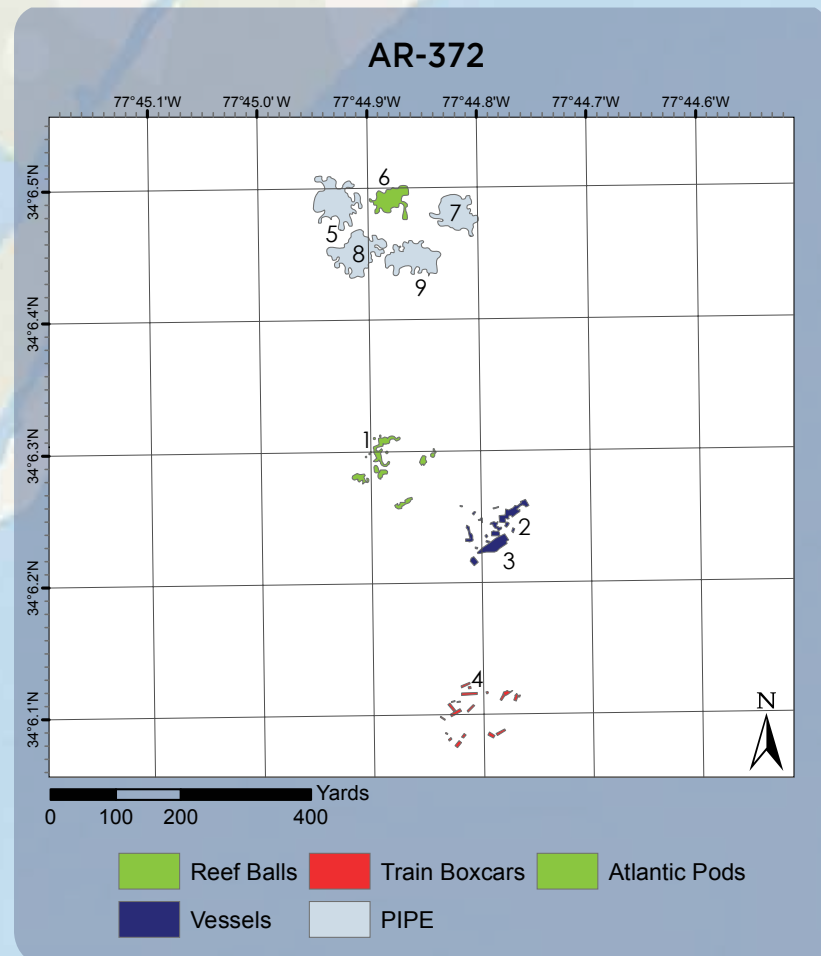 AR-372
77°45.1'W 77°45.0'W 77°44.9'W 77°44.8'W 77°44.7'W 77°44.6'W
34°6.5'N
34°6.4'N
34°6.3'N
34°6.2'N
34°6.1'N
6
7
5
8
9
1
2
3
4
N
Yards
0 100 200 400
Reef Balls Train Boxcars Atlantic Pods
Vessels PIPE